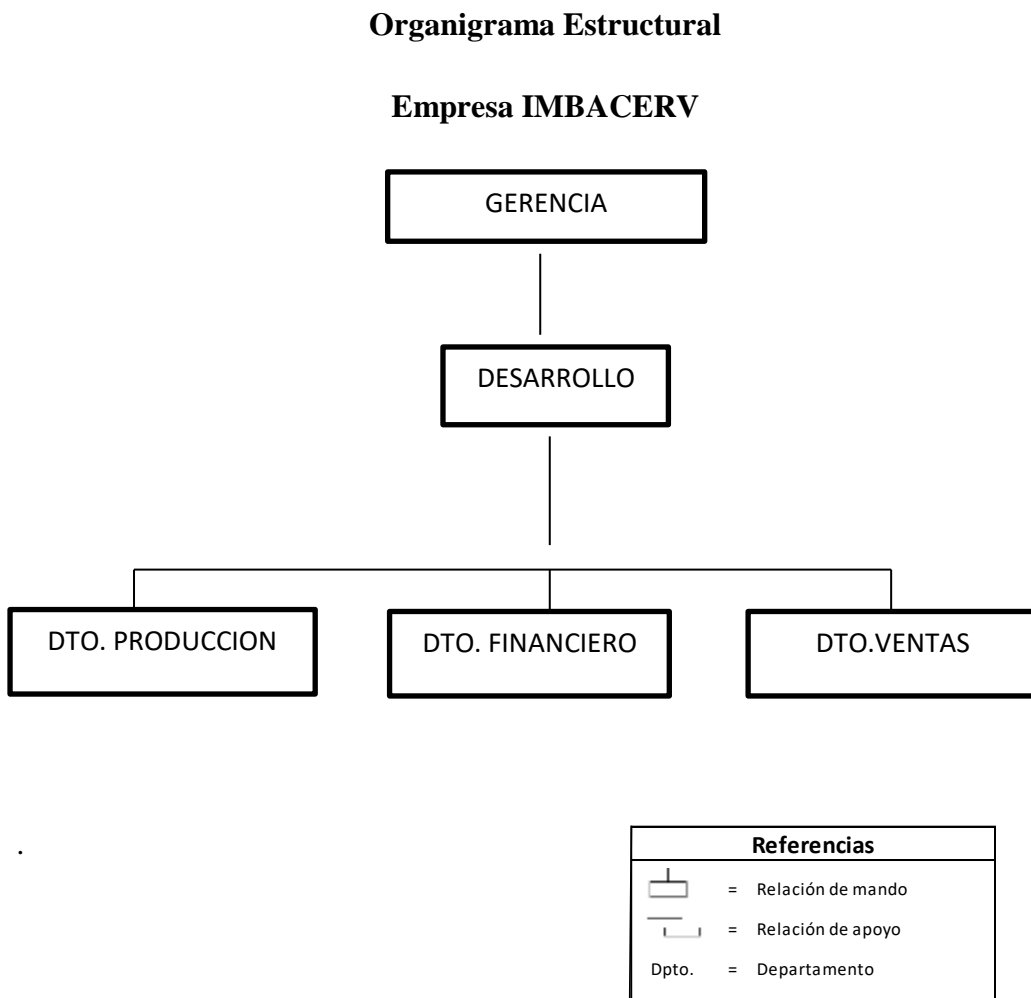 Organigrama Estructural
Empresa IMBACERV
GERENCIA
DESARROLLO
DTO. PRODUCCION
DTO. FINANCIERO
DTO.VENTAS
.
Referencias
= Relación de mando
= Relación de apoyo
Dpto. = Departamento